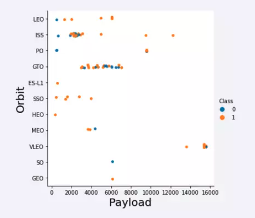 LEO
ISS
PO
GTO
ES-L1
SSO
HEO
MEO
VLEO
SO
GEO
Orbit
0 2000 4000 6000 8000 10000 12000 14000 16000
Payload
Class
0
1